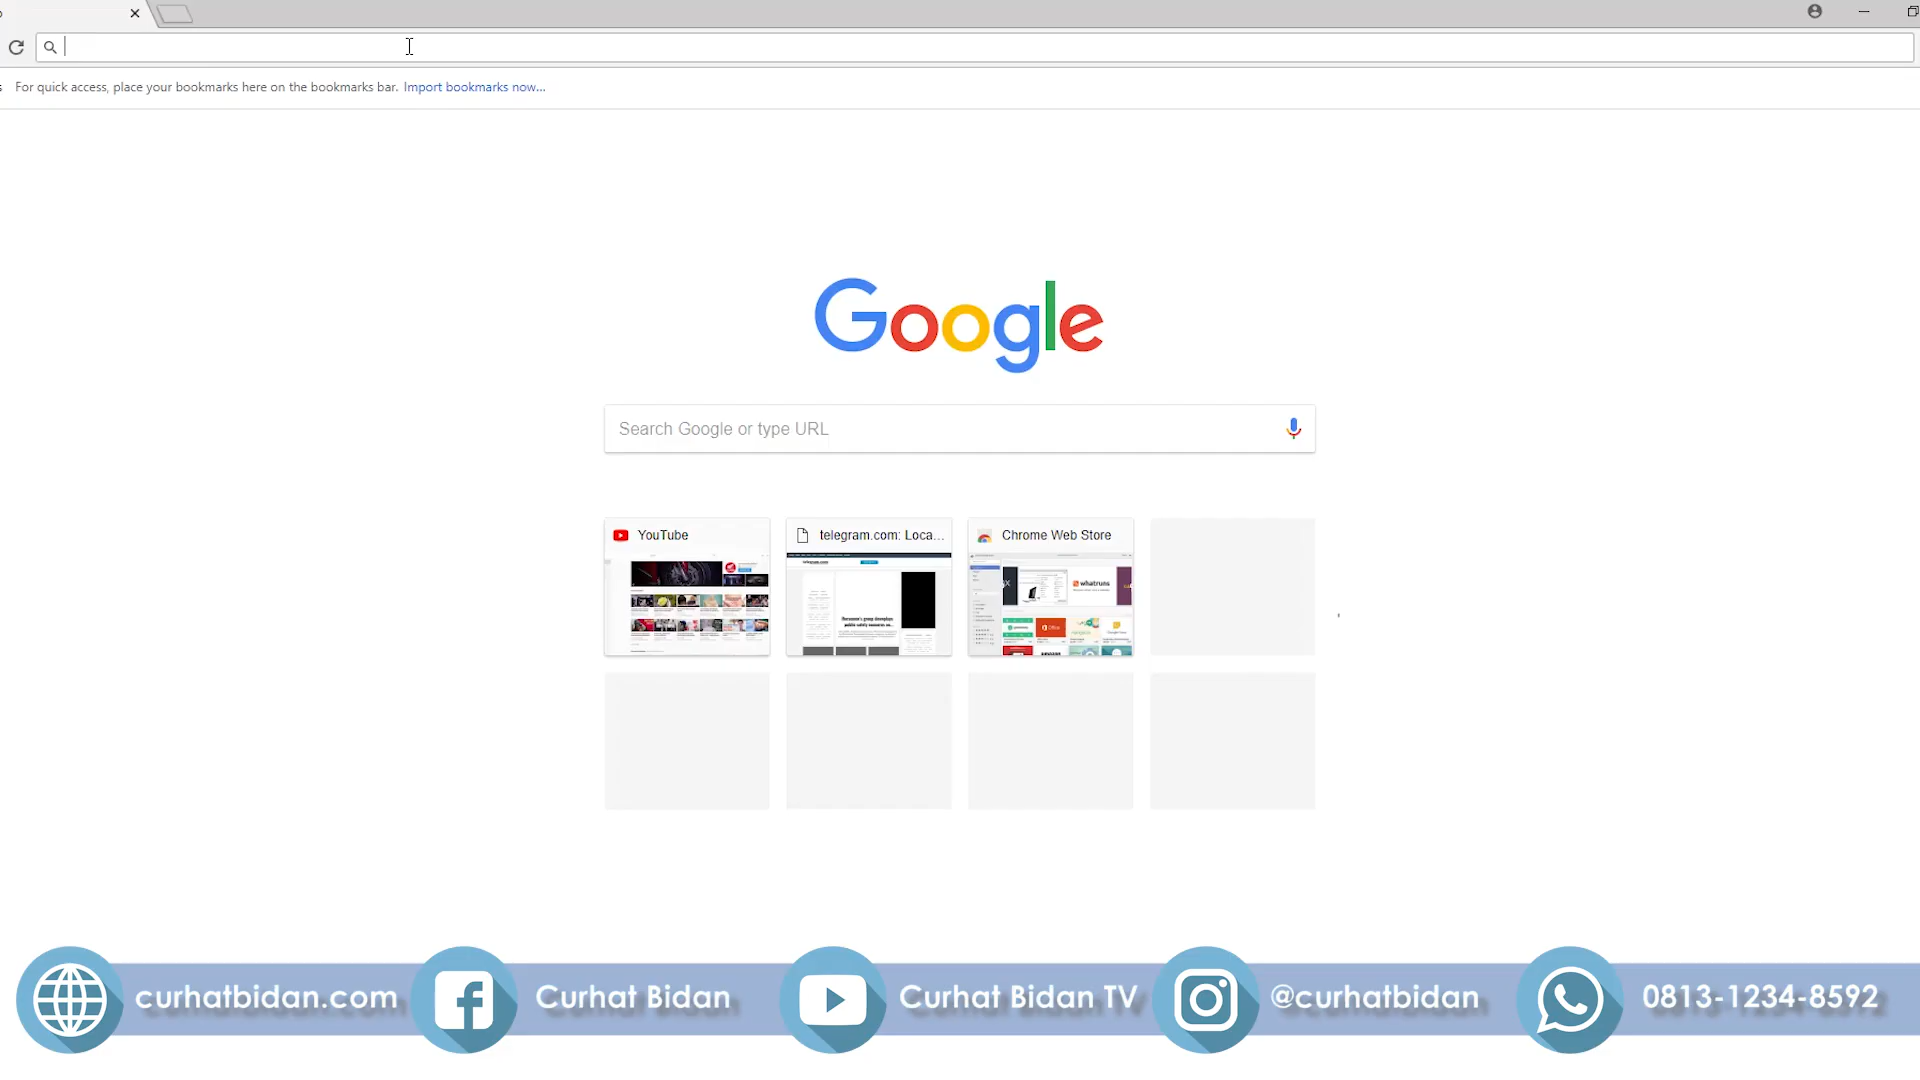 For quick access, place your bookmarks here on the bookmarks bar. Import bookmarks now...
Google
Search Google or type URL
YouTube
telegram.com: Loca...
Chrome Web Store
whatruns
Office
curhatbidan.com
Curhat Bidan
Curhat Bidan TV
@curhatbidan
0813-1234-8592